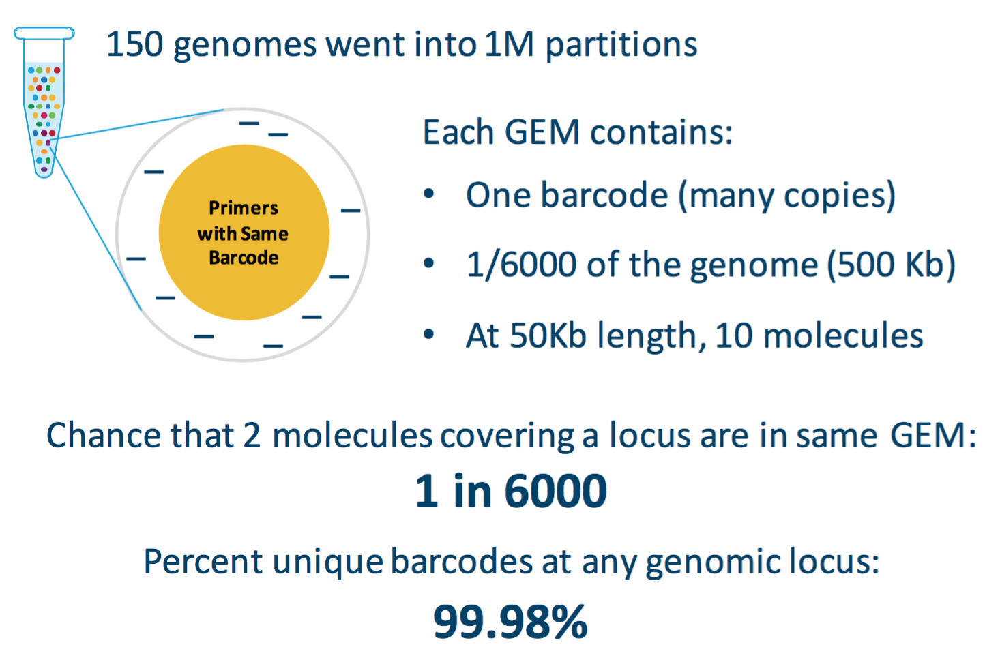 150 genomes went into 1M partitions
Primers
with Same
Barcode
Each GEM contains:
• One barcode (many copies)
• 1/6000 of the genome (500 Kb)
• At 50Kb length, 10 molecules
Chance that 2 molecules covering a locus are in same GEM:
1 in 6000
Percent unique barcodes at any genomic locus:
99.98%